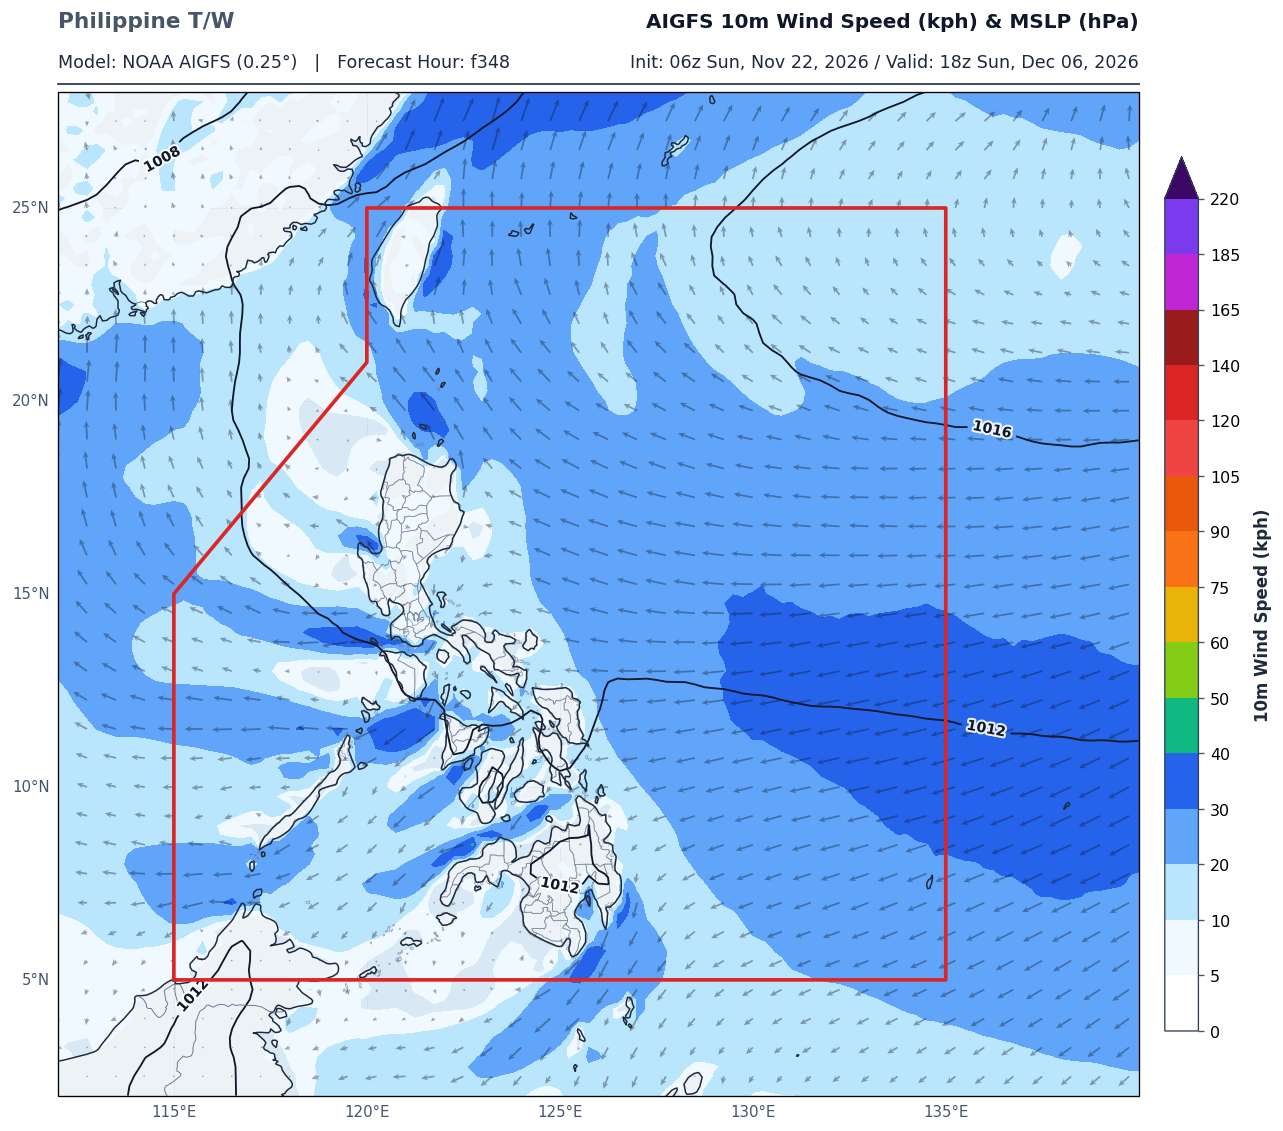 Philippine T/W
AIGFS 10m Wind Speed (kph) & MSLP (hPa)
Model: NOAA AIGFS (0.25°) | Forecast Hour: f348
Init: 06z Sun, Nov 22, 2026 / Valid: 18z Sun, Dec 06, 2026
1008
25°N
20°N
15°N
10°N
5°N
1016
1012
1012
1012
115°E
120°E
125°E
130°E
135°E
220
185
165
140
120
105
90
75
60
50
40
30
20
10
5
0
10m Wind Speed (kph)